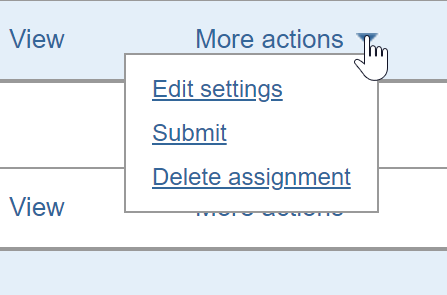 View More actions
Edit settings
Submit
Delete assignment
View More actions